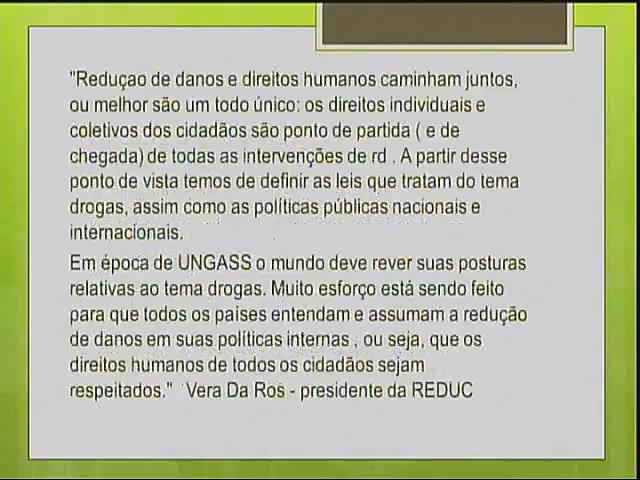 "Reduçao de danos e direitos humanos caminham juntos,
ou melhor são um todo único: os direitos individuais e
coletivos dos cidadãos são ponto de partida ( e de
chegada) de todas as intervenções de rd . A partir desse
ponto de vista temos de definir as leis que tratam do tema
drogas, assim como as políticas públicas nacionais e
internacionais.
Em época de UNGASS o mundo deve rever suas posturas
relativas ao tema drogas. Muito esforço está sendo feito
para que todos os países entendam e assumam a redução
de danos em suas políticas internas , ou seja, que os
direitos humanos de todos os cidadãos sejam
respeitados."   Vera Da Ros - presidente da REDUC